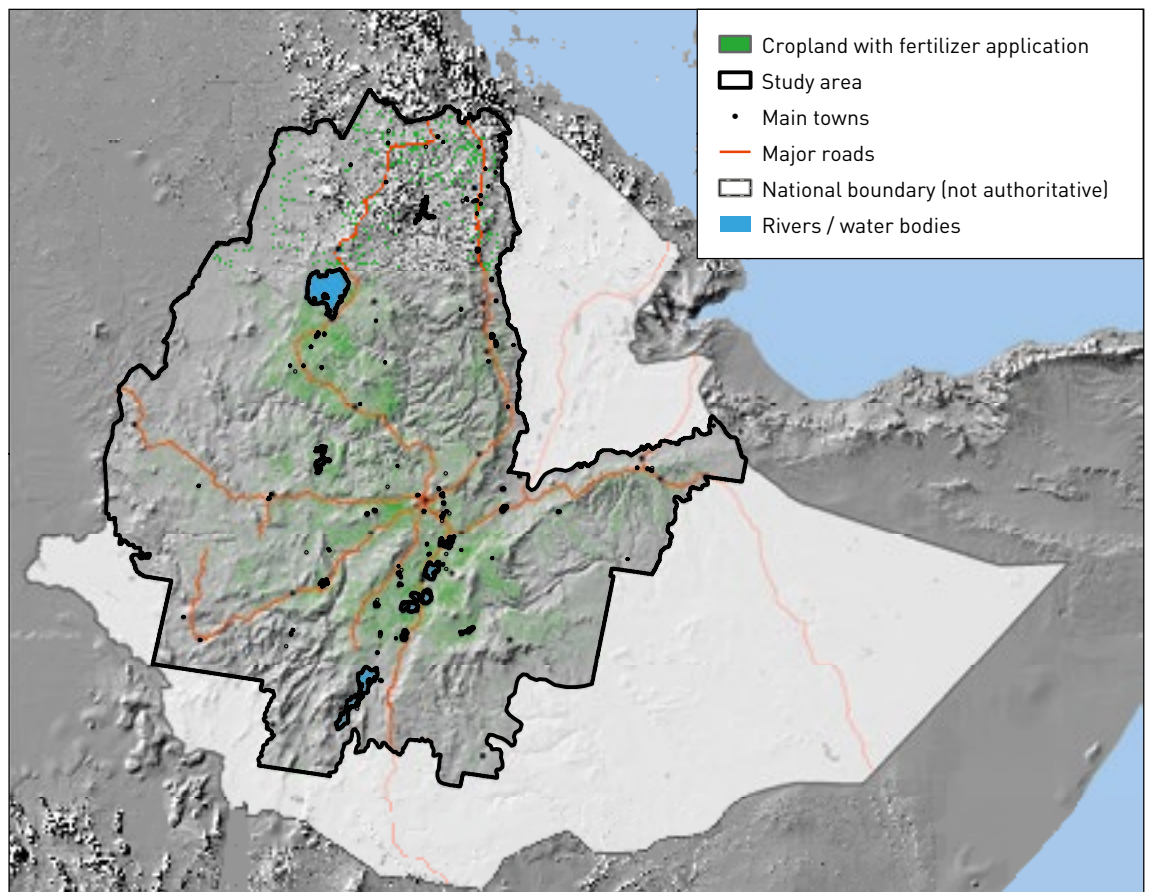 Cropland with fertilizer application
Study area
Main towns
Major roads
National boundary (not authoritative)
Rivers / water bodies